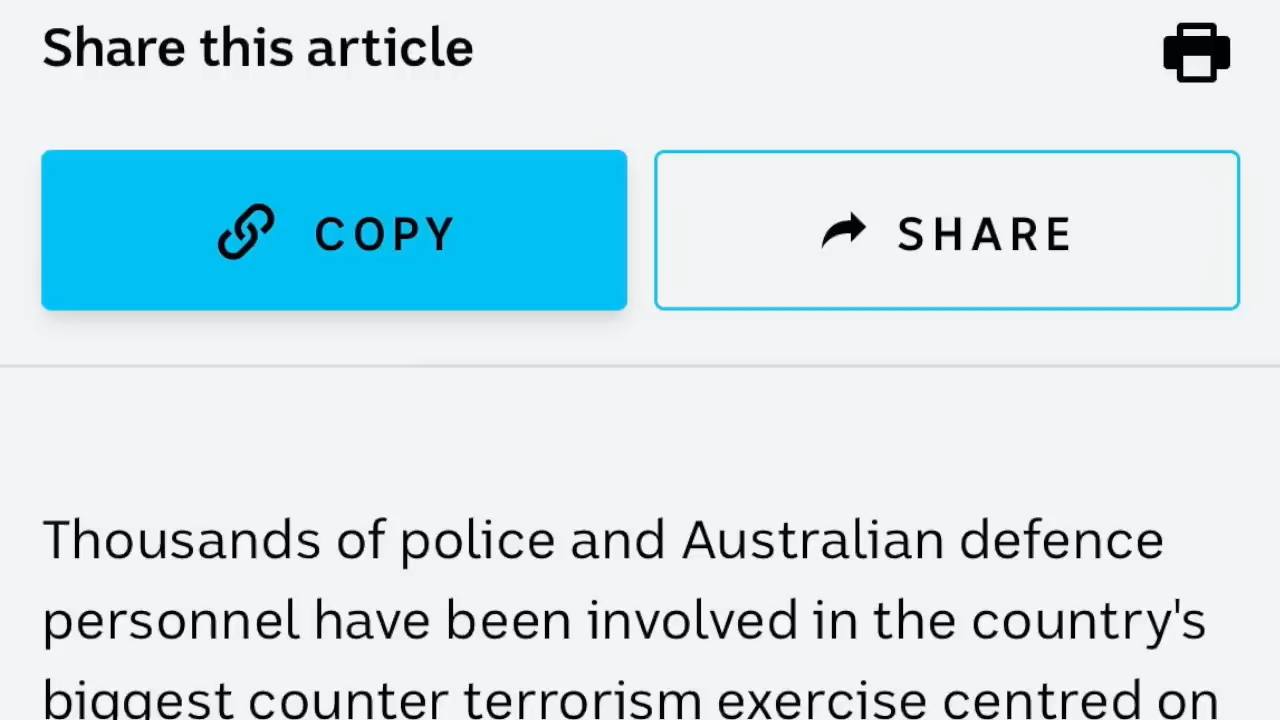 Share this article
COPY
SHARE
Thousands of police and Australian defence
personnel have been involved in the country's
biggest counter terrorism exercise centred on